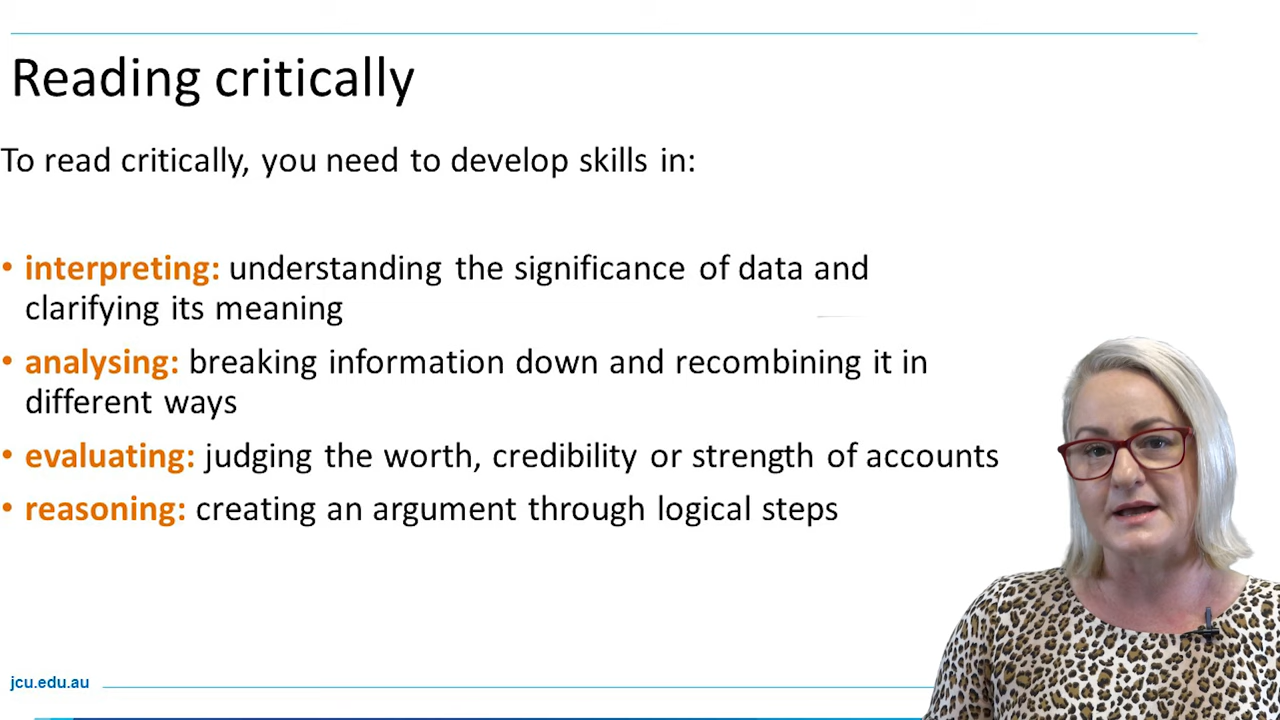 Reading critically
To read critically, you need to develop skills in:
• interpreting: understanding the significance of data and
clarifying its meaning
• analysing: breaking information down and recombining it in
different ways
• evaluating: judging the worth, credibility or strength of accounts
• reasoning: creating an argument through logical steps
jcu.edu.au